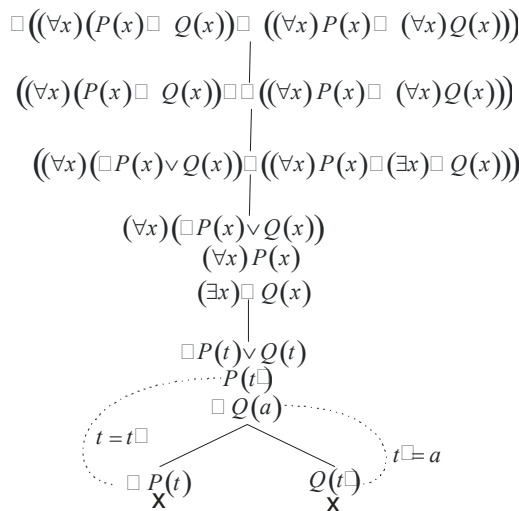 □((∀x)(P(x)□ Q(x))□ ((∀x)P(x)□ (∀x)Q(x)))
((∀x)(P(x)□ Q(x))□□((∀x)P(x)□ (∀x)Q(x)))
((∀x)(□P(x)∨Q(x))□((∀x)P(x)□(∃x)□ Q(x)))
(∀x)(□P(x)∨Q(x))
(∀x)P(x)
(∃x)□ Q(x)
□P(t)∨Q(t)
P(t□)
□ Q(a)
t = t□
t□= a
□ P(t)
Q(t□)
X
X